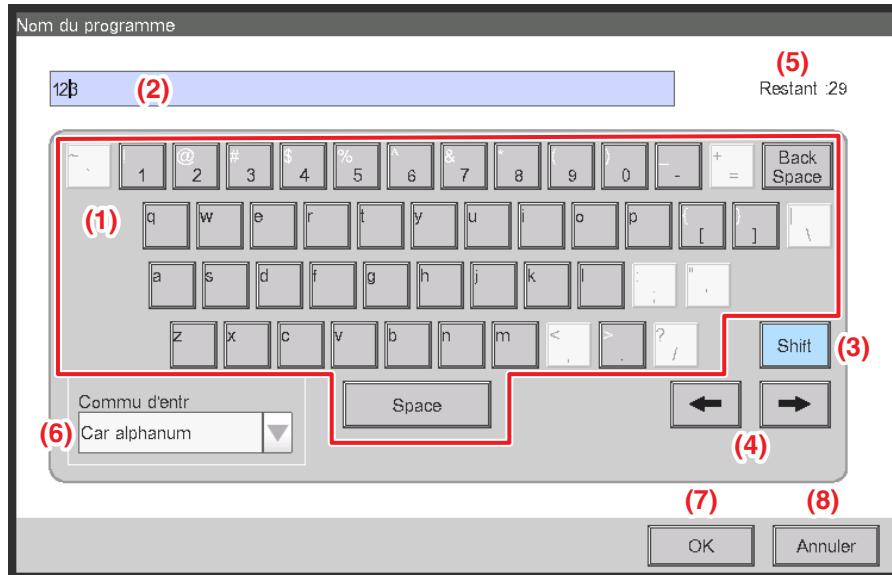 Nom du programme
(5)
123 (2) Restant :29
~ ` ! 1 @ 2 # 3 $ 4 % 5 ^ 6 & 7 * 8 ( 9 ) 0 _ - + = Back Space
(1) q w e r t y u i o p { [ } ] | \
a s d f g h j k l : ; " '
z x c v b n m < , > . ? / Shift (3)
Commu d'entr Space
(6) Car alphanum
(4)
(7) (8)
OK Annuler